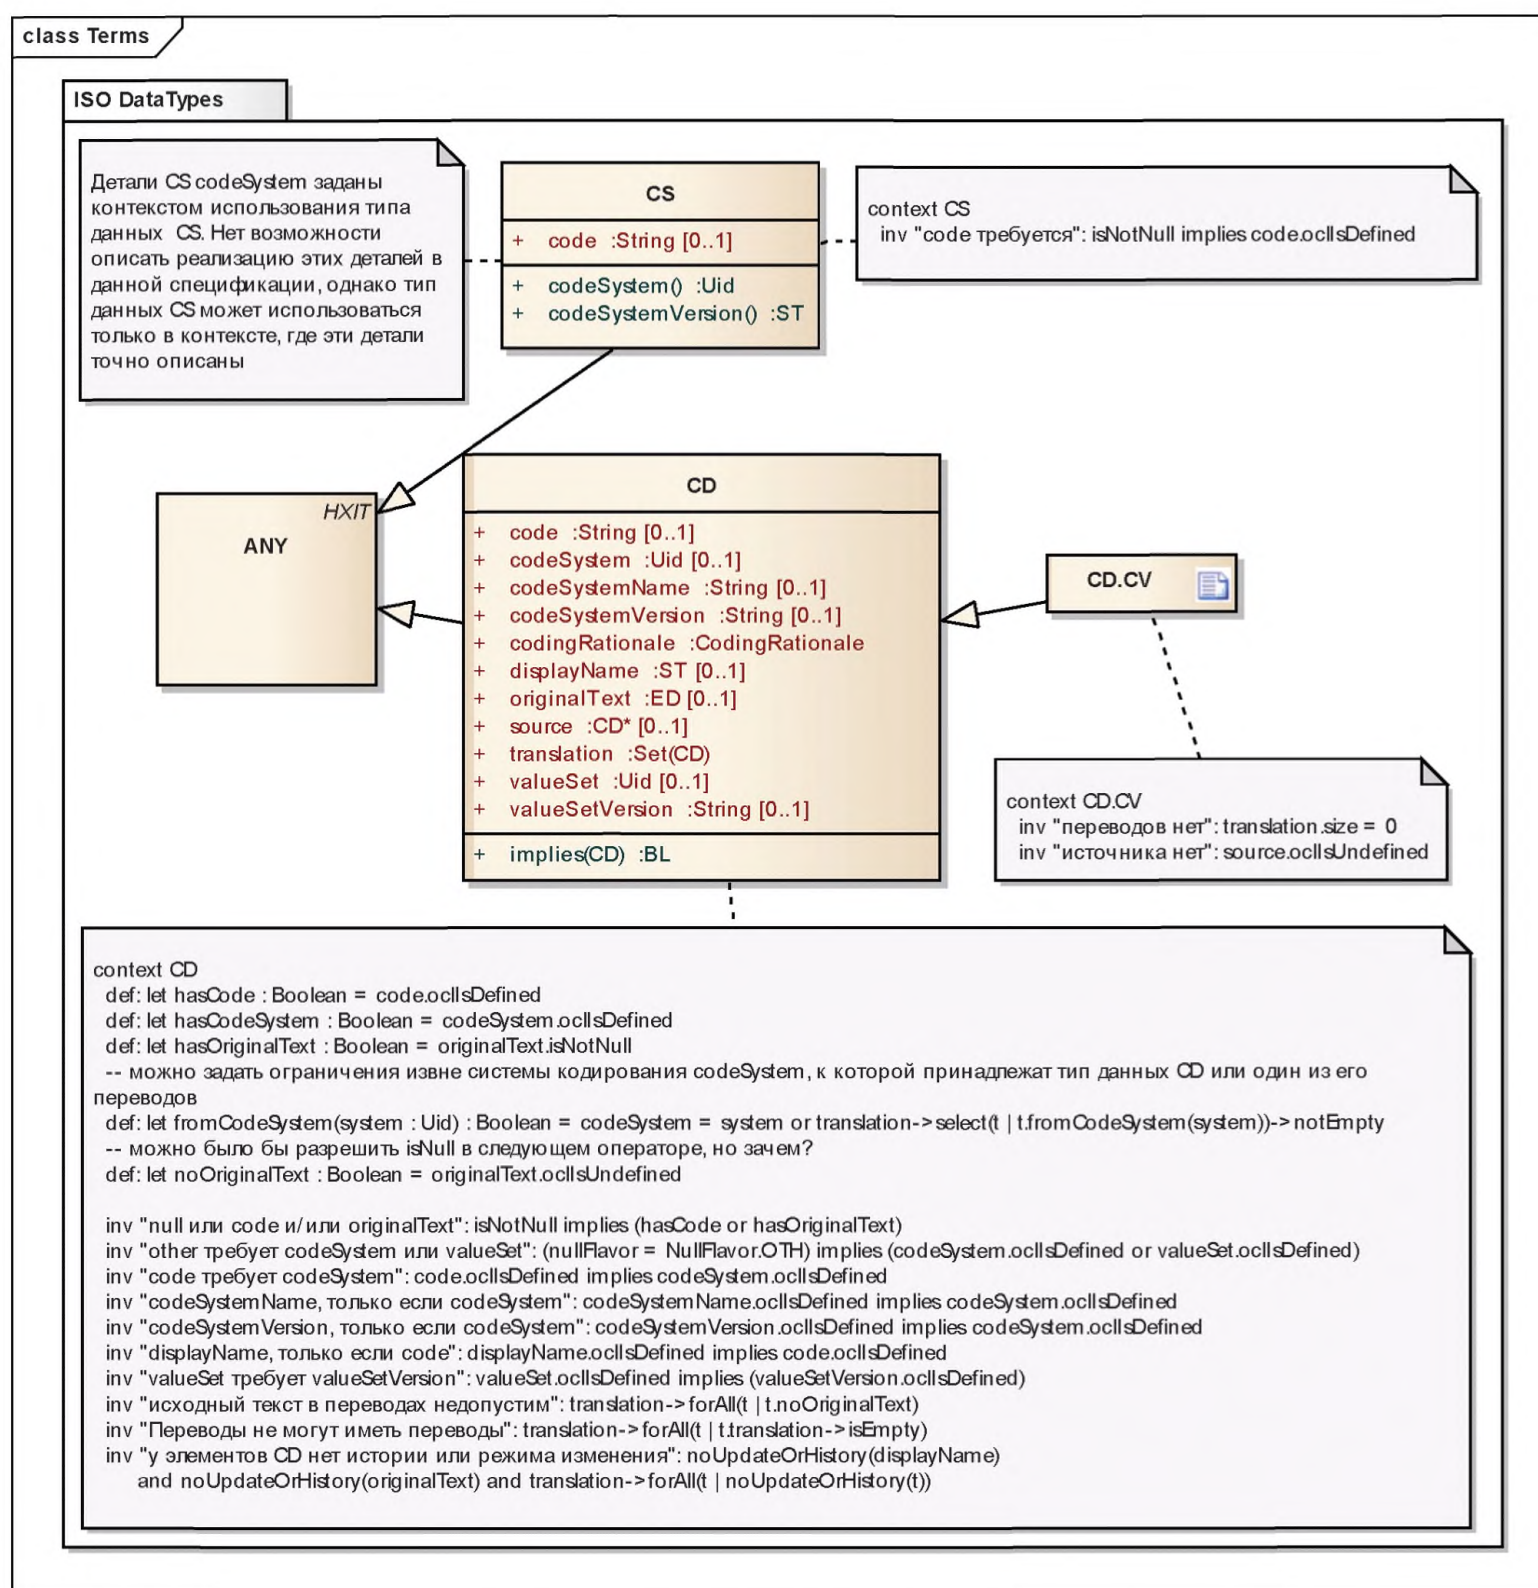 class Terms
ISO DataTypes
Детали CS codeSystem заданы
контекстом использования типа
данных CS. Нет возможности
описать реализацию этих деталей в
данной спецификации, однако тип
данных CS может использоваться
только в контексте, где эти детали
точно описаны
CS
+ code :String [0..1]
+ codeSystem() :Uid
+ codeSystemVersion() :ST
context CS
inv "code требуется": isNotNull implies code.oclIsDefined
HXIT
ANY
CD
+ code :String [0..1]
+ codeSystem :Uid [0..1]
+ codeSystemName :String [0..1]
+ codeSystemVersion :String [0..1]
+ codingRationale :CodingRationale
+ displayName :ST [0..1]
+ originalText :ED [0..1]
+ source :CD* [0..1]
+ translation :Set(CD)
+ valueSet :Uid [0..1]
+ valueSetVersion :String [0..1]
+ implies(CD) :BL
CD.CV
context CD.CV
inv "переводов нет": translation.size = 0
inv "источника нет": source.oclIsUndefined
context CD
def: let hasCode : Boolean = code.oclIsDefined
def: let hasCodeSystem : Boolean = codeSystem.oclIsDefined
def: let hasOriginalText : Boolean = originalText.isNotNull
-- можно задать ограничения извне системы кодирования codeSystem, к которой принадлежат тип данных CD или один из его
переводов
def: let fromCodeSystem(system : Uid) : Boolean = codeSystem = system or translation->select(t | t.fromCodeSystem(system))->notEmpty
-- можно было бы разрешить isNull в следующем операторе, но зачем?
def: let noOriginalText : Boolean = originalText.oclIsUndefined
inv "null или code и/или originalText": isNotNull implies (hasCode or hasOriginalText)
inv "other требует codeSystem или valueSet": (nullFlavor = NullFlavor.OTH) implies (codeSystem.oclIsDefined or valueSet.oclIsDefined)
inv "code требует codeSystem": code.oclIsDefined implies codeSystem.oclIsDefined
inv "codeSystemName, только если codeSystem": codeSystemName.oclIsDefined implies codeSystem.oclIsDefined
inv "codeSystemVersion, только если codeSystem": codeSystemVersion.oclIsDefined implies codeSystem.oclIsDefined
inv "displayName, только если code": displayName.oclIsDefined implies code.oclIsDefined
inv "valueSet требует valueSetVersion": valueSet.oclIsDefined implies (valueSetVersion.oclIsDefined)
inv "исходный текст в переводах недопустим": translation->forAll(t | t.noOriginalText)
inv "Переводы не могут иметь переводы": translation->forAll(t | t.translation->isEmpty)
inv "у элементов CD нет истории или режима изменения": noUpdateOrHistory(displayName)
and noUpdateOrHistory(originalText) and translation->forAll(t | noUpdateOrHistory(t))